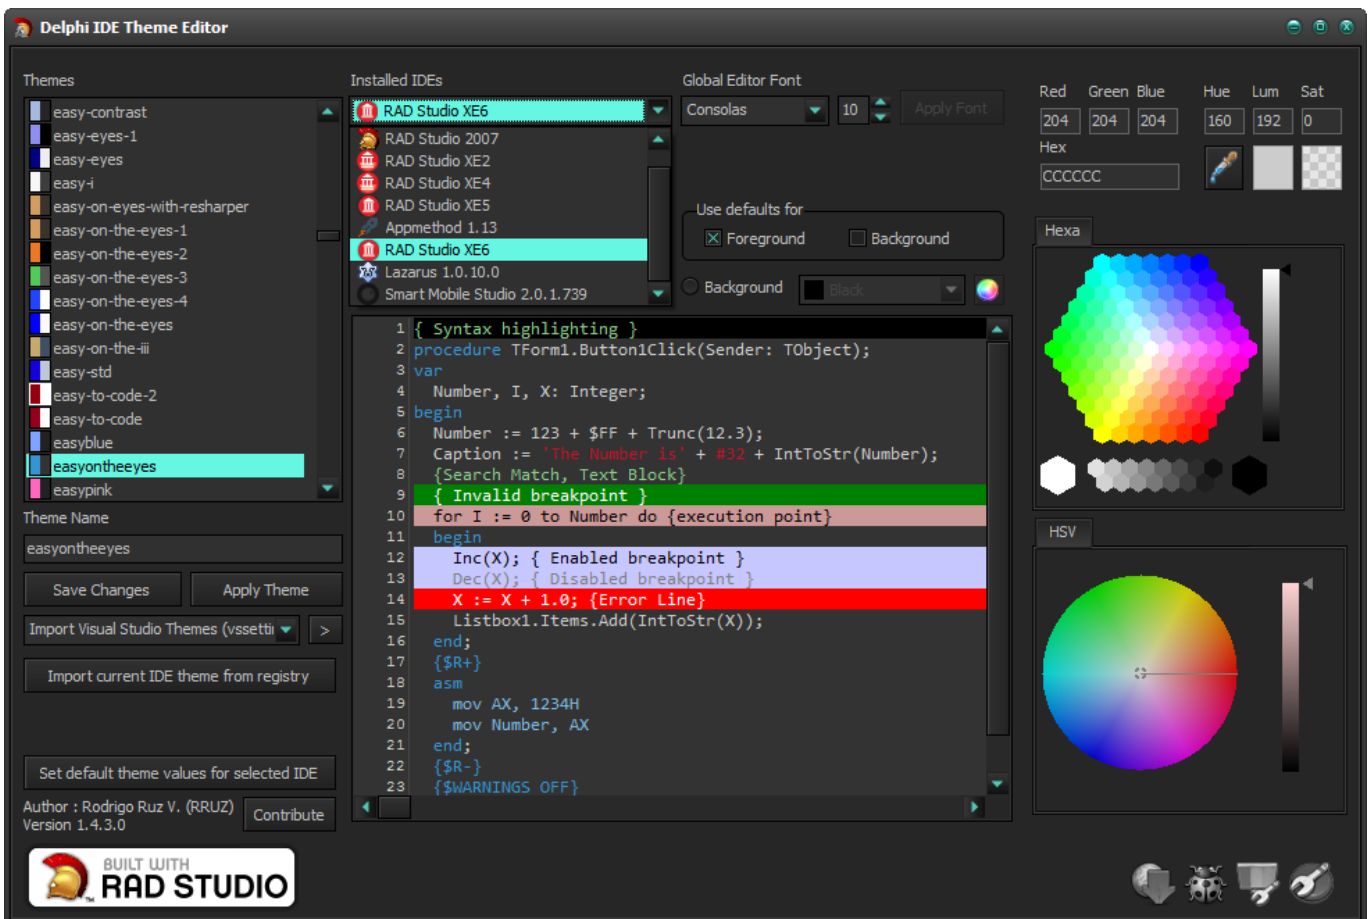 Delphi IDE Theme Editor
Themes
easy-contrast
easy-eyes-1
easy-eyes
easy-i
easy-on-eyes-with-resharper
easy-on-the-eyes-1
easy-on-the-eyes-2
easy-on-the-eyes-3
easy-on-the-eyes-4
easy-on-the-eyes
easy-on-the-iii
easy-std
easy-to-code-2
easy-to-code
easyblue
easyontheeyes
easypink
Theme Name
easyontheeyes
Save Changes
Apply Theme
Import Visual Studio Themes (vssetti
>
Import current IDE theme from registry
Set default theme values for selected IDE
Author : Rodrigo Ruz V. (RRUZ)
Version 1.4.3.0
Contribute
BUILT WITH
RAD STUDIO
TM
Installed IDEs
RAD Studio XE6
RAD Studio 2007
RAD Studio XE2
RAD Studio XE4
RAD Studio XE5
Appmethod 1.13
RAD Studio XE6
Lazarus 1.0.10.0
Smart Mobile Studio 2.0.1.739
Global Editor Font
Consolas
10
Apply Font
Use defaults for
Foreground
Background
Background
Black
1 { Syntax highlighting }
2 procedure TForm1.Button1Click(Sender: TObject);
3 var
4 Number, I, X: Integer;
5 begin
6 Number := 123 + $FF + Trunc(12.3);
7 Caption := 'The Number is' + #32 + IntToStr(Number);
8 {Search Match, Text Block}
9 { Invalid breakpoint }
10 for I := 0 to Number do {execution point}
11 begin
12 Inc(X); { Enabled breakpoint }
13 Dec(X); { Disabled breakpoint }
14 X := X + 1.0; {Error Line}
15 Listbox1.Items.Add(IntToStr(X));
16 end;
17 {$R+}
18 asm
19 mov AX, 1234H
20 mov Number, AX
21 end;
22 {$R-}
23 {$WARNINGS OFF}
Red Green Blue Hue Lum Sat
204 204 204 160 192 0
Hex
CCCCCC
Hexa
HSV